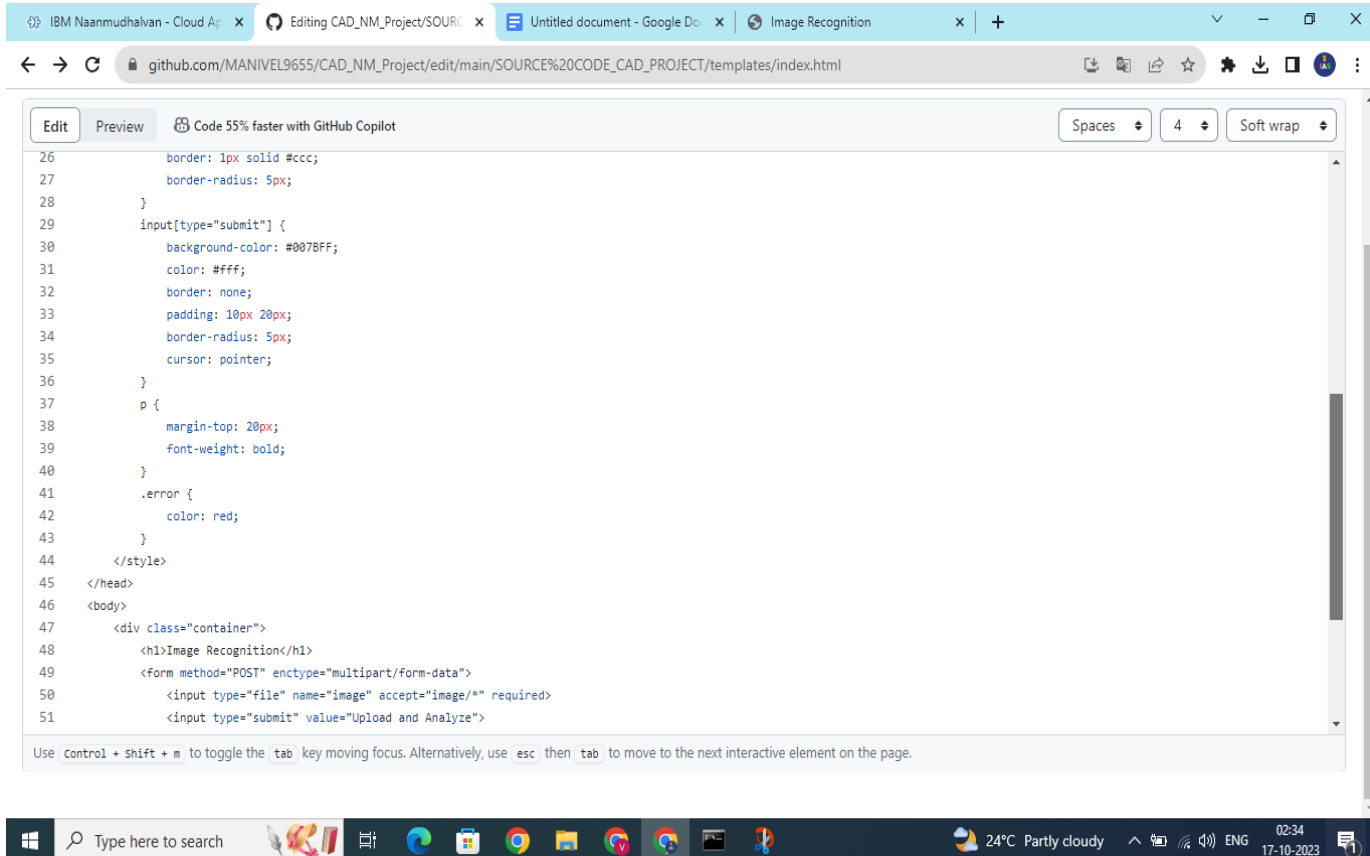 IBM Naanmudhalvan - Cloud Ap
Editing CAD_NM_Project/SOURC
Untitled document - Google Do
Image Recognition
github.com/MANIVEL9655/CAD_NM_Project/edit/main/SOURCE%20CODE_CAD_PROJECT/templates/index.html
Edit Preview Code 55% faster with GitHub Copilot Spaces 4 Soft wrap
26 border: 1px solid #ccc;
27 border-radius: 5px;
28 }
29 input[type="submit"] {
30 background-color: #007BFF;
31 color: #fff;
32 border: none;
33 padding: 10px 20px;
34 border-radius: 5px;
35 cursor: pointer;
36 }
37 p {
38 margin-top: 20px;
39 font-weight: bold;
40 }
41 .error {
42 color: red;
43 }
44 </style>
45 </head>
46 <body>
47 <div class="container">
48 <h1>Image Recognition</h1>
49 <form method="POST" enctype="multipart/form-data">
50 <input type="file" name="image" accept="image/*" required>
51 <input type="submit" value="Upload and Analyze">
Use Control + Shift + m to toggle the tab key moving focus. Alternatively, use esc then tab to move to the next interactive element on the page.
Type here to search
24°C Partly cloudy
ENG
02:34
17-10-2023